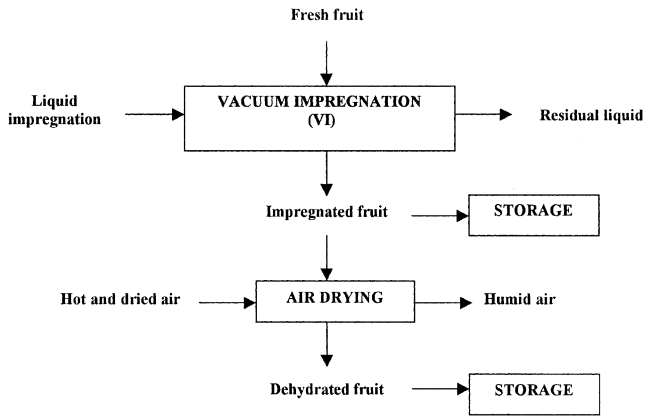 Fresh fruit
Liquid
impregnation
VACUUM IMPREGNATION
(VI)
Residual liquid
Impregnated fruit
STORAGE
Hot and dried air
AIR DRYING
Humid air
Dehydrated fruit
STORAGE